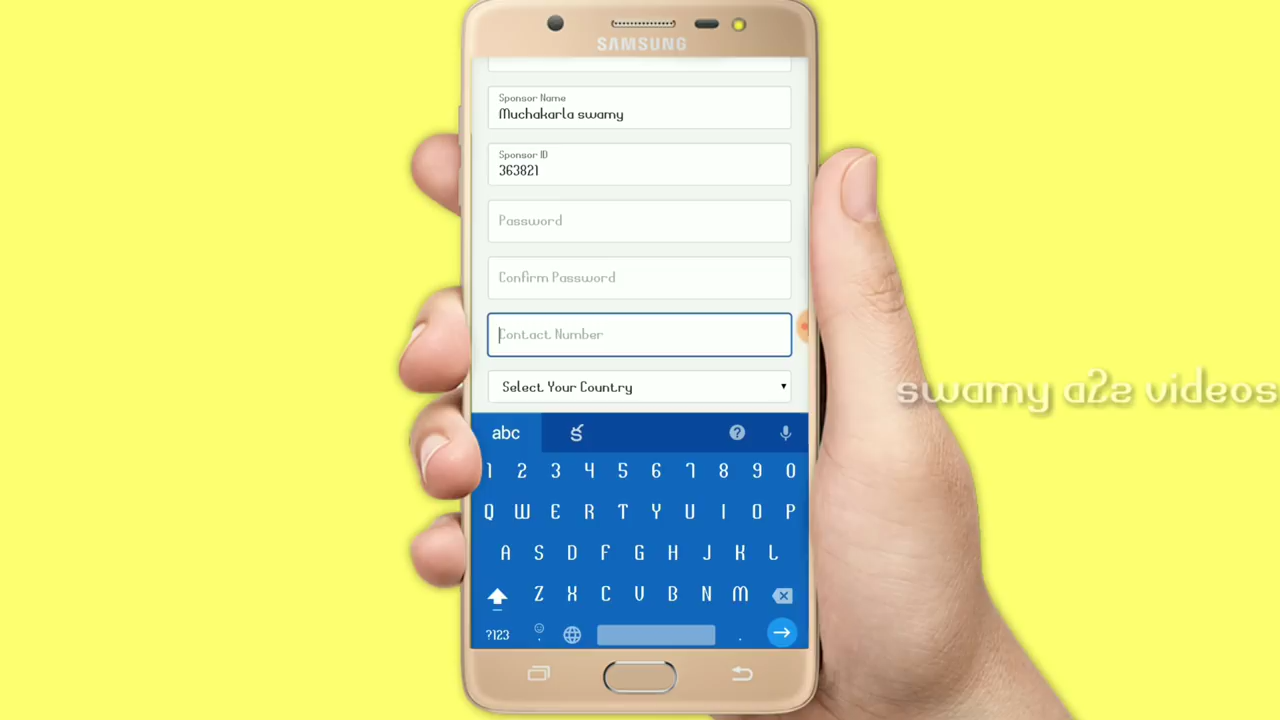 SAMSUNG
Sponsor Name
Muchakarla swamy
Sponsor ID
363821
Password
Confirm Password
Contact Number
Select Your Country
swamy a2z videos
abc క
1 2 3 4 5 6 7 8 9 0
Q W E R T Y U I O P
A S D F G H J K L
Z X C V B N M
?123 .